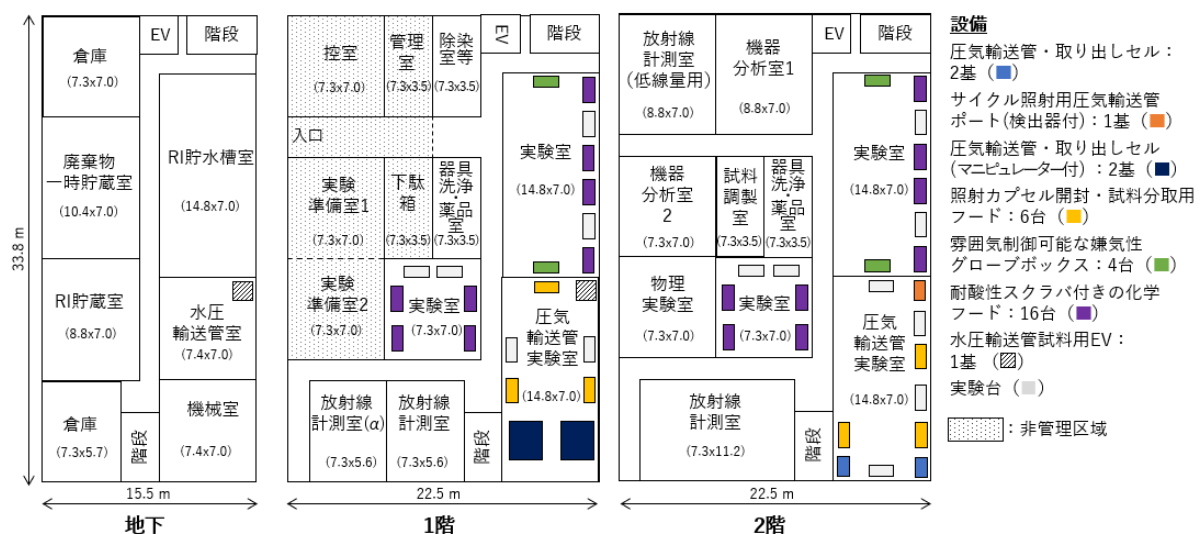 33.8 m
倉庫
(7.3x7.0)
EV
階段
廃棄物
一時貯蔵室
(10.4x7.0)
RI貯水槽室
(14.8x7.0)
RI貯蔵室
(8.8x7.0)
水圧
輸送管室
(7.4x7.0)
倉庫
(7.3x5.7)
階段
機械室
(7.4x7.0)
15.5 m
地下
控室
(7.3x7.0)
管理
室
(7.3x3.5)
除染
室等
(7.3x3.5)
EV
階段
入口
実験室
(14.8x7.0)
実験
準備室1
(7.3x7.0)
下駄
箱
(7.3x3.5)
器具
洗浄・
薬品
室
(7.3x3.5)
実験
準備室2
(7.3x7.0)
実験室
(7.3x7.0)
圧気
輸送管
実験室
(14.8x7.0)
放射線
計測室(α)
(7.3x5.6)
放射線
計測室
(7.3x5.6)
階段
22.5 m
1階
放射線
計測室
(低線量用)
(8.8x7.0)
機器
分析室1
(8.8x7.0)
EV
階段
実験室
(14.8x7.0)
機器
分析室
2
(7.3x7.0)
試料
調製
室
(7.3x3.5)
器具
洗浄・
薬品
室
(7.3x3.5)
物理
実験室
(7.3x7.0)
実験室
(7.3x7.0)
圧気
輸送管
実験室
(14.8x7.0)
放射線
計測室
(7.3x11.2)
階段
22.5 m
2階
設備
圧気輸送管・取り出しセル：
2基（■）
サイクル照射用圧気輸送管
ポート(検出器付)：1基（■）
圧気輸送管・取り出しセル
(マニピュレーター付)：2基（■）
照射カプセル開封・試料分取用
フード：6台（■）
雰囲気制御可能な嫌気性
グローブボックス：4台（■）
耐酸性スクラバ付きの化学
フード：16台（■）
水圧輸送管試料用EV：
1基（▨）
実験台（■）
：非管理区域